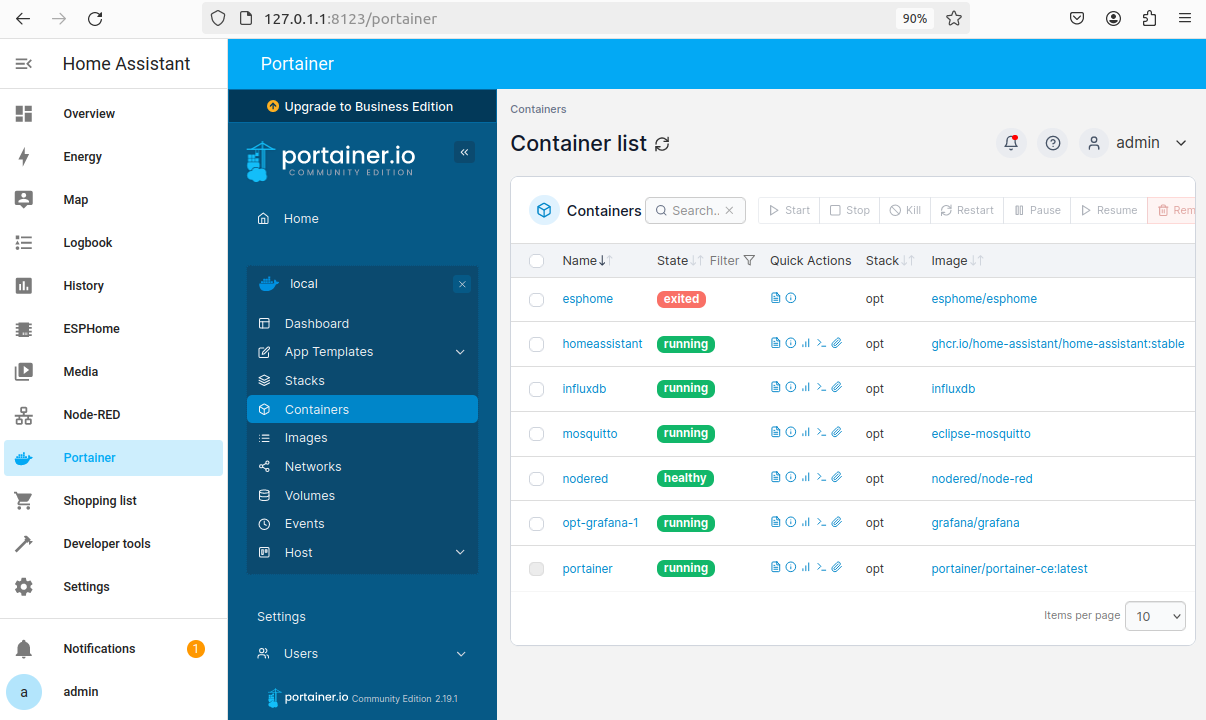 127.0.1.1:8123/portainer
90%
Home Assistant
Overview
Energy
Map
Logbook
History
ESPHome
Media
Node-RED
Portainer
Shopping list
Developer tools
Settings
Notifications
1
a
admin
Portainer
Upgrade to Business Edition
portainer.io
COMMUNITY EDITION
Home
local
Dashboard
App Templates
Stacks
Containers
Images
Networks
Volumes
Events
Host
Settings
Users
portainer.io Community Edition 2.19.1
Containers
Container list
admin
Containers Search.. Start Stop Kill Restart Pause Resume Rem
Name State Filter Quick Actions Stack Image
esphome exited opt esphome/esphome
homeassistant running opt ghcr.io/home-assistant/home-assistant:stable
influxdb running opt influxdb
mosquitto running opt eclipse-mosquitto
nodered healthy opt nodered/node-red
opt-grafana-1 running opt grafana/grafana
portainer running opt portainer/portainer-ce:latest
Items per page 10